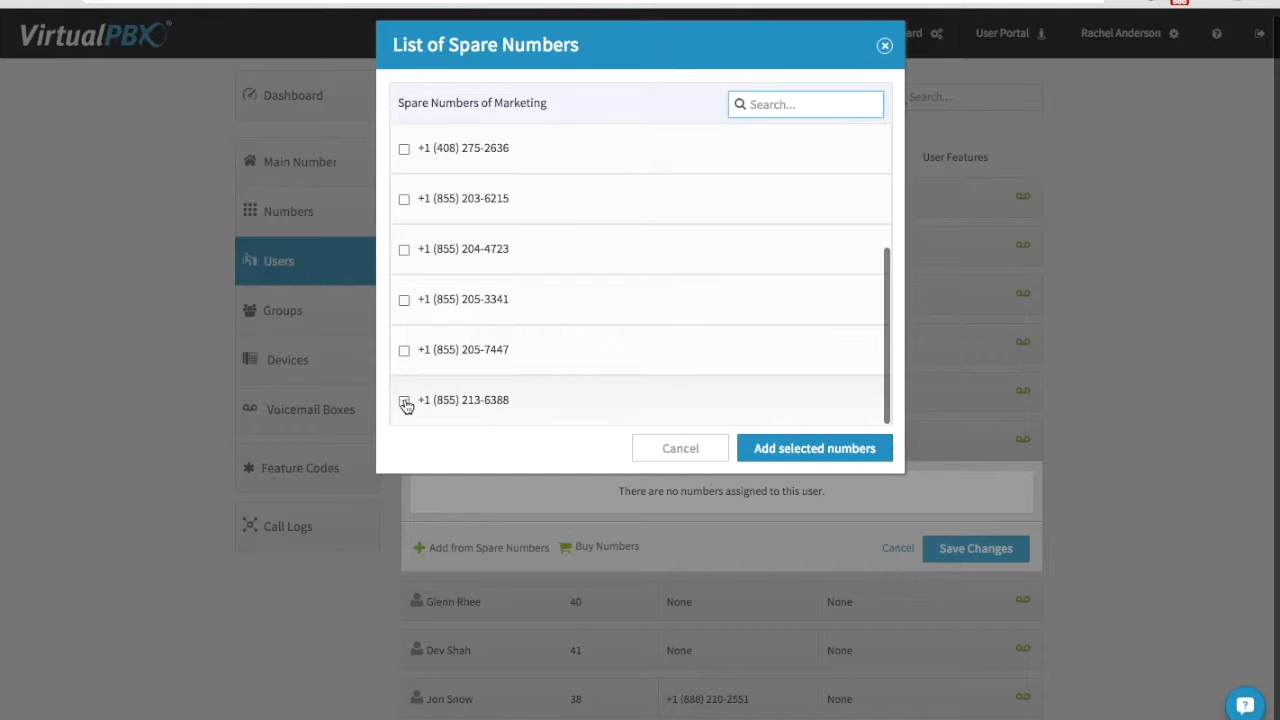 VirtualPBX®
List of Spare Numbers
ard
User Portal
Rachel Anderson
Dashboard
Main Number
Numbers
Users
Groups
Devices
Voicemail Boxes
Feature Codes
Call Logs
Spare Numbers of Marketing
Search...
+1 (408) 275-2636
+1 (855) 203-6215
+1 (855) 204-4723
+1 (855) 205-3341
+1 (855) 205-7447
+1 (855) 213-6388
Cancel
Add selected numbers
Search...
User Features
There are no numbers assigned to this user.
Add from Spare Numbers
Buy Numbers
Cancel
Save Changes
Glenn Rhee 40 None None
Dev Shah 41 None None
Jon Snow 38 +1 (888) 210-2551 None